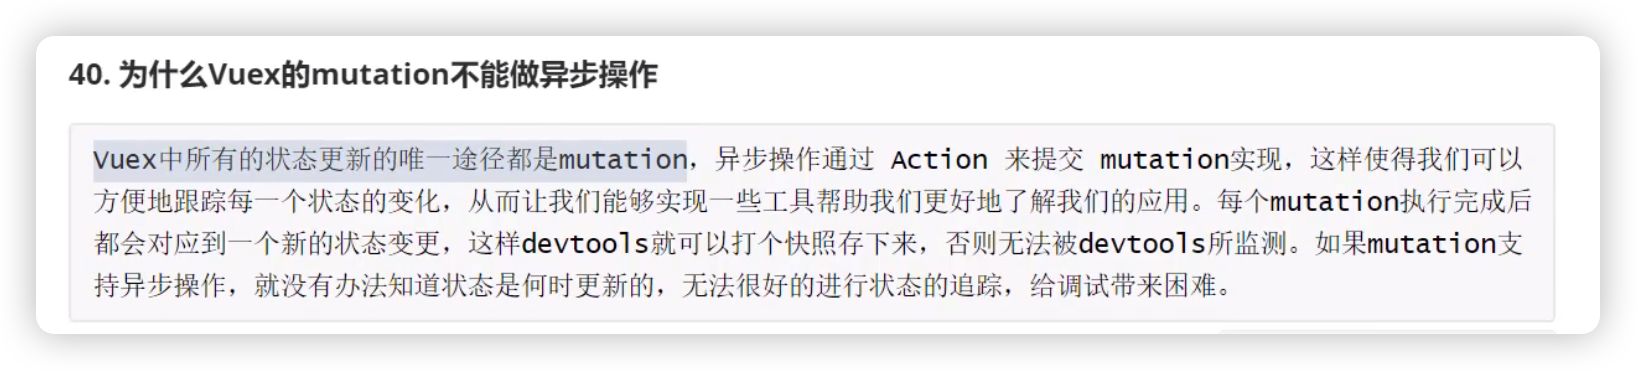 40. 为什么Vuex的mutation不能做异步操作
Vuex中所有的状态更新的唯一途径都是mutation，异步操作通过 Action 来提交 mutation实现，这样使得我们可以
方便地跟踪每一个状态的变化，从而让我们能够实现一些工具帮助我们更好地了解我们的应用。每个mutation执行完成后
都会对应到一个新的状态变更，这样devtools就可以打个快照存下来，否则无法被devtools所监测。如果mutation支
持异步操作，就没有办法知道状态是何时更新的，无法很好的进行状态的追踪，给调试带来困难。